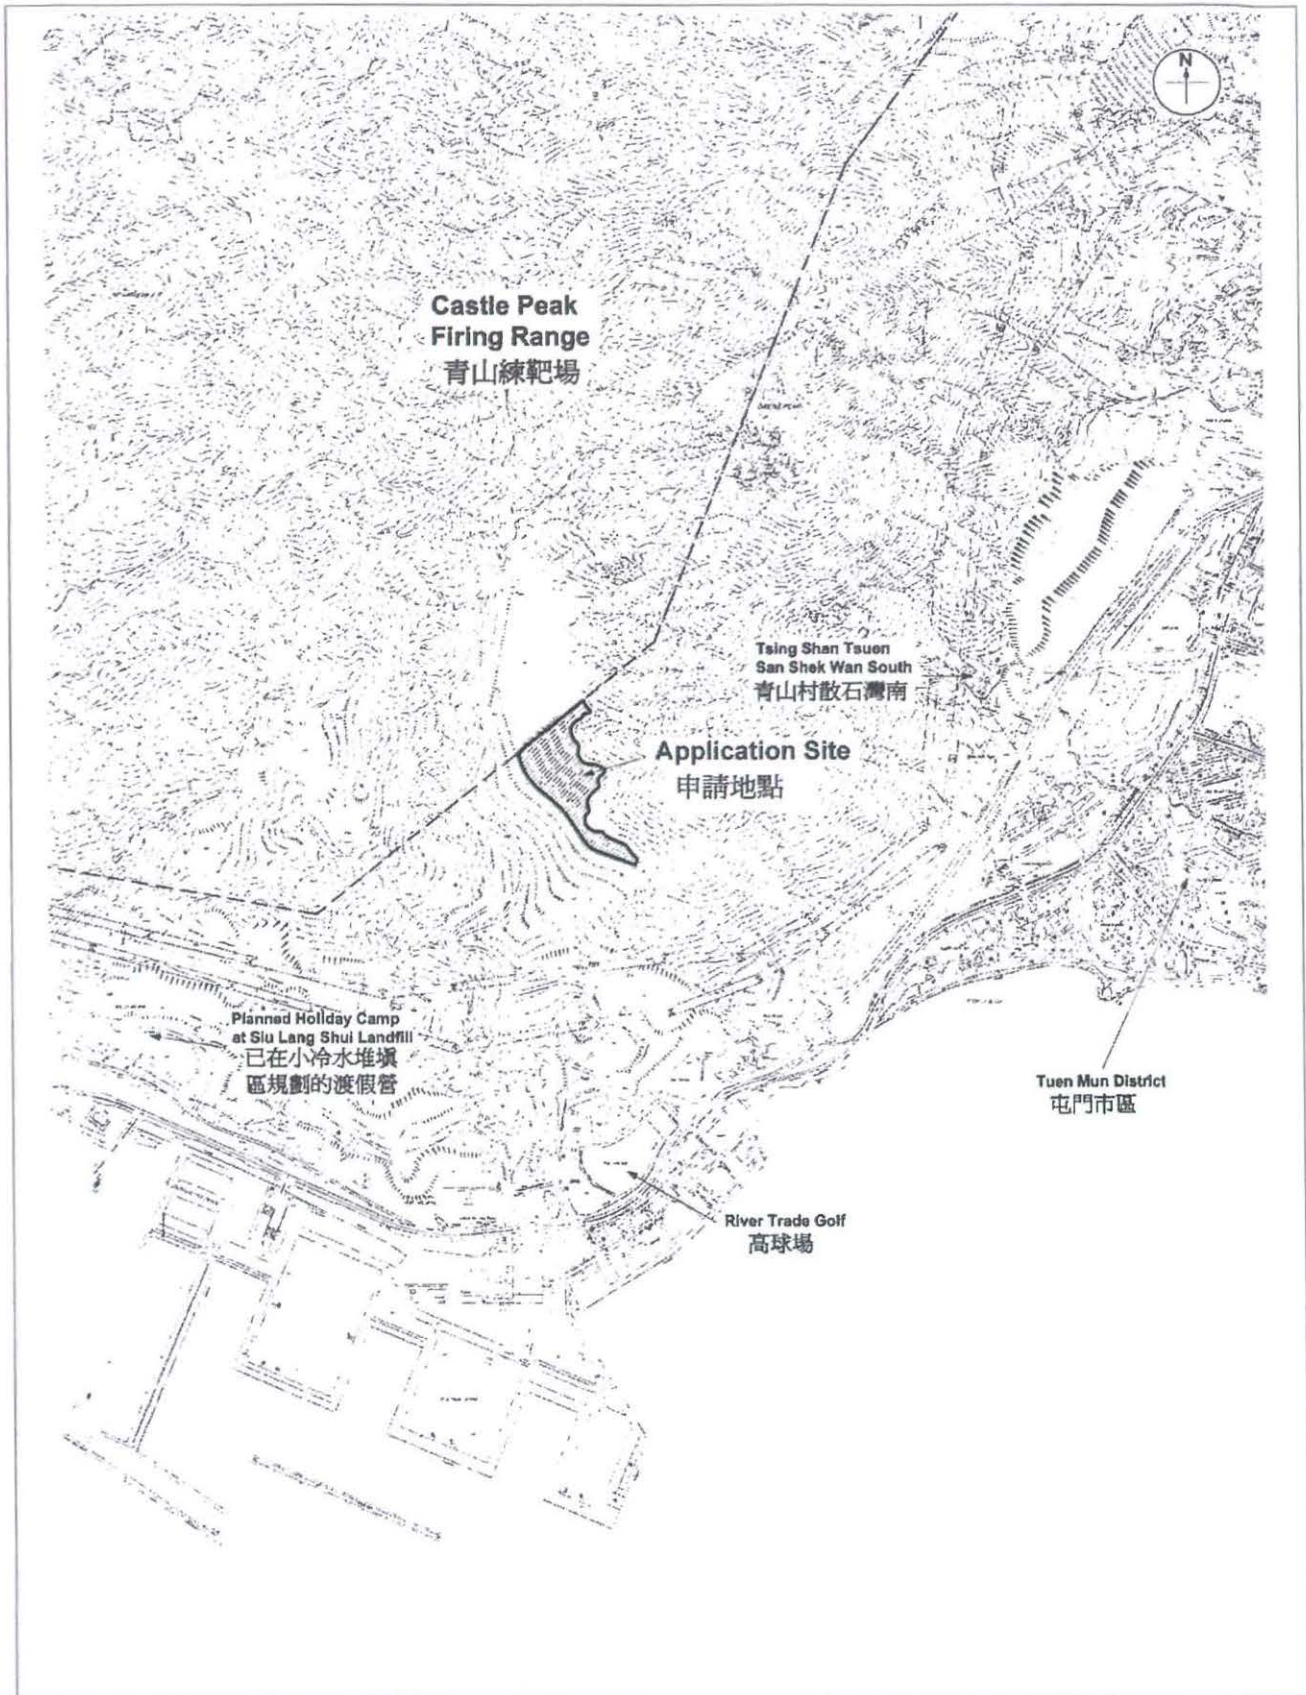 N
Castle Peak
Firing Range
青山練靶場
Tsing Shan Tsuen
San Shek Wan South
青山村散石灣南
Application Site
申請地點
Planned Holiday Camp
at Siu Lang Shui Landfill
已在小冷水堆填
區規劃的渡假營
Tuen Mun District
屯門市區
River Trade Golf
高球場